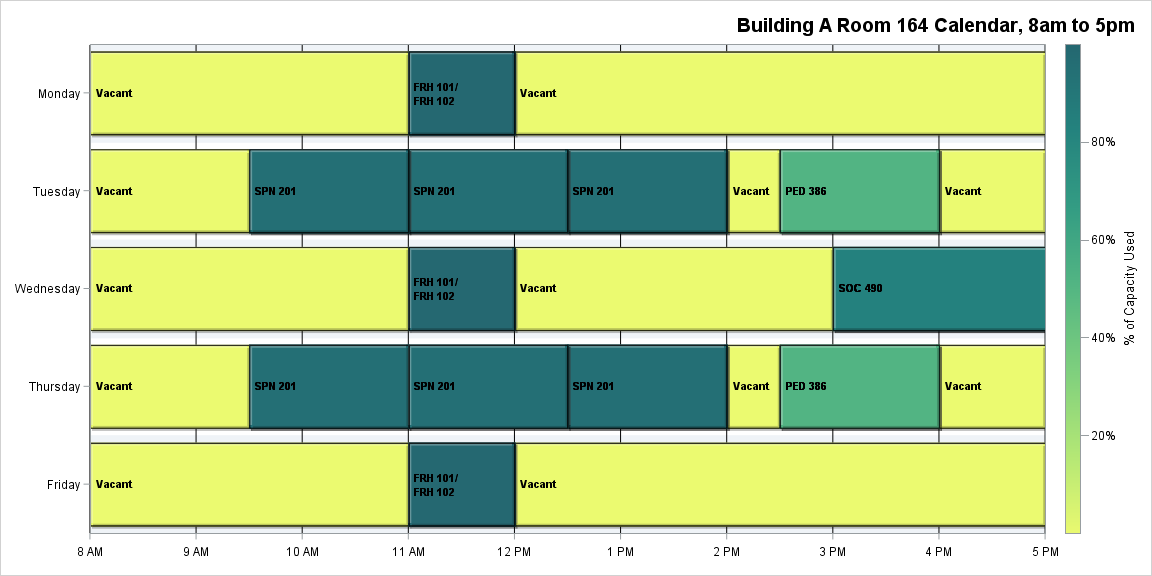 Building A Room 164 Calendar, 8am to 5pm
Monday
Vacant
FRH 101/
FRH 102
Vacant
Tuesday
Vacant
SPN 201
SPN 201
SPN 201
Vacant
PED 386
Vacant
Wednesday
Vacant
FRH 101/
FRH 102
Vacant
SOC 490
Thursday
Vacant
SPN 201
SPN 201
SPN 201
Vacant
PED 386
Vacant
Friday
Vacant
FRH 101/
FRH 102
Vacant
8 AM
9 AM
10 AM
11 AM
12 PM
1 PM
2 PM
3 PM
4 PM
5 PM
80%
60%
40%
20%
% of Capacity Used